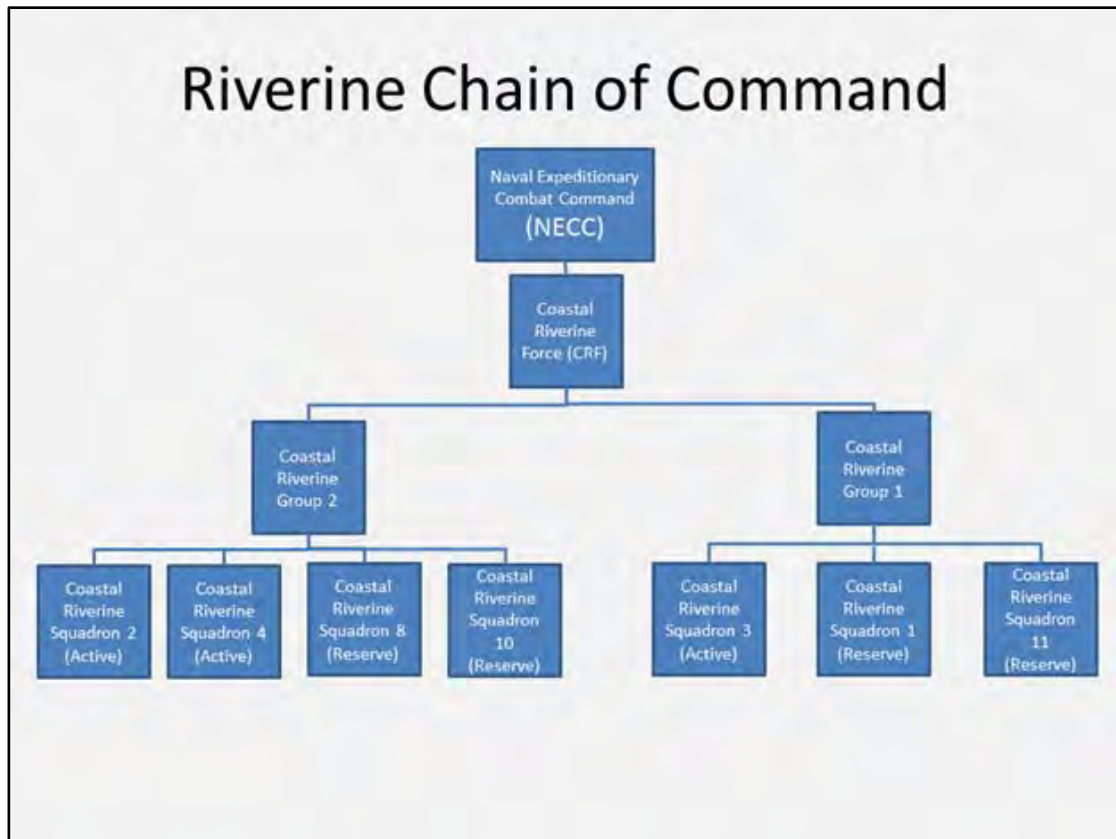 Riverine Chain of Command
Naval Expeditionary
Combat Command
(NECC)
Coastal
Riverine
Force (CRF)
Coastal
Riverine
Group 2
Coastal
Riverine
Group 1
Coastal
Riverine
Squadron 2
(Active)
Coastal
Riverine
Squadron 4
(Active)
Coastal
Riverine
Squadron 8
(Reserve)
Coastal
Riverine
Squadron
10
(Reserve)
Coastal
Riverine
Squadron 3
(Active)
Coastal
Riverine
Squadron 1
(Reserve)
Coastal
Riverine
Squadron
11
(Reserve)